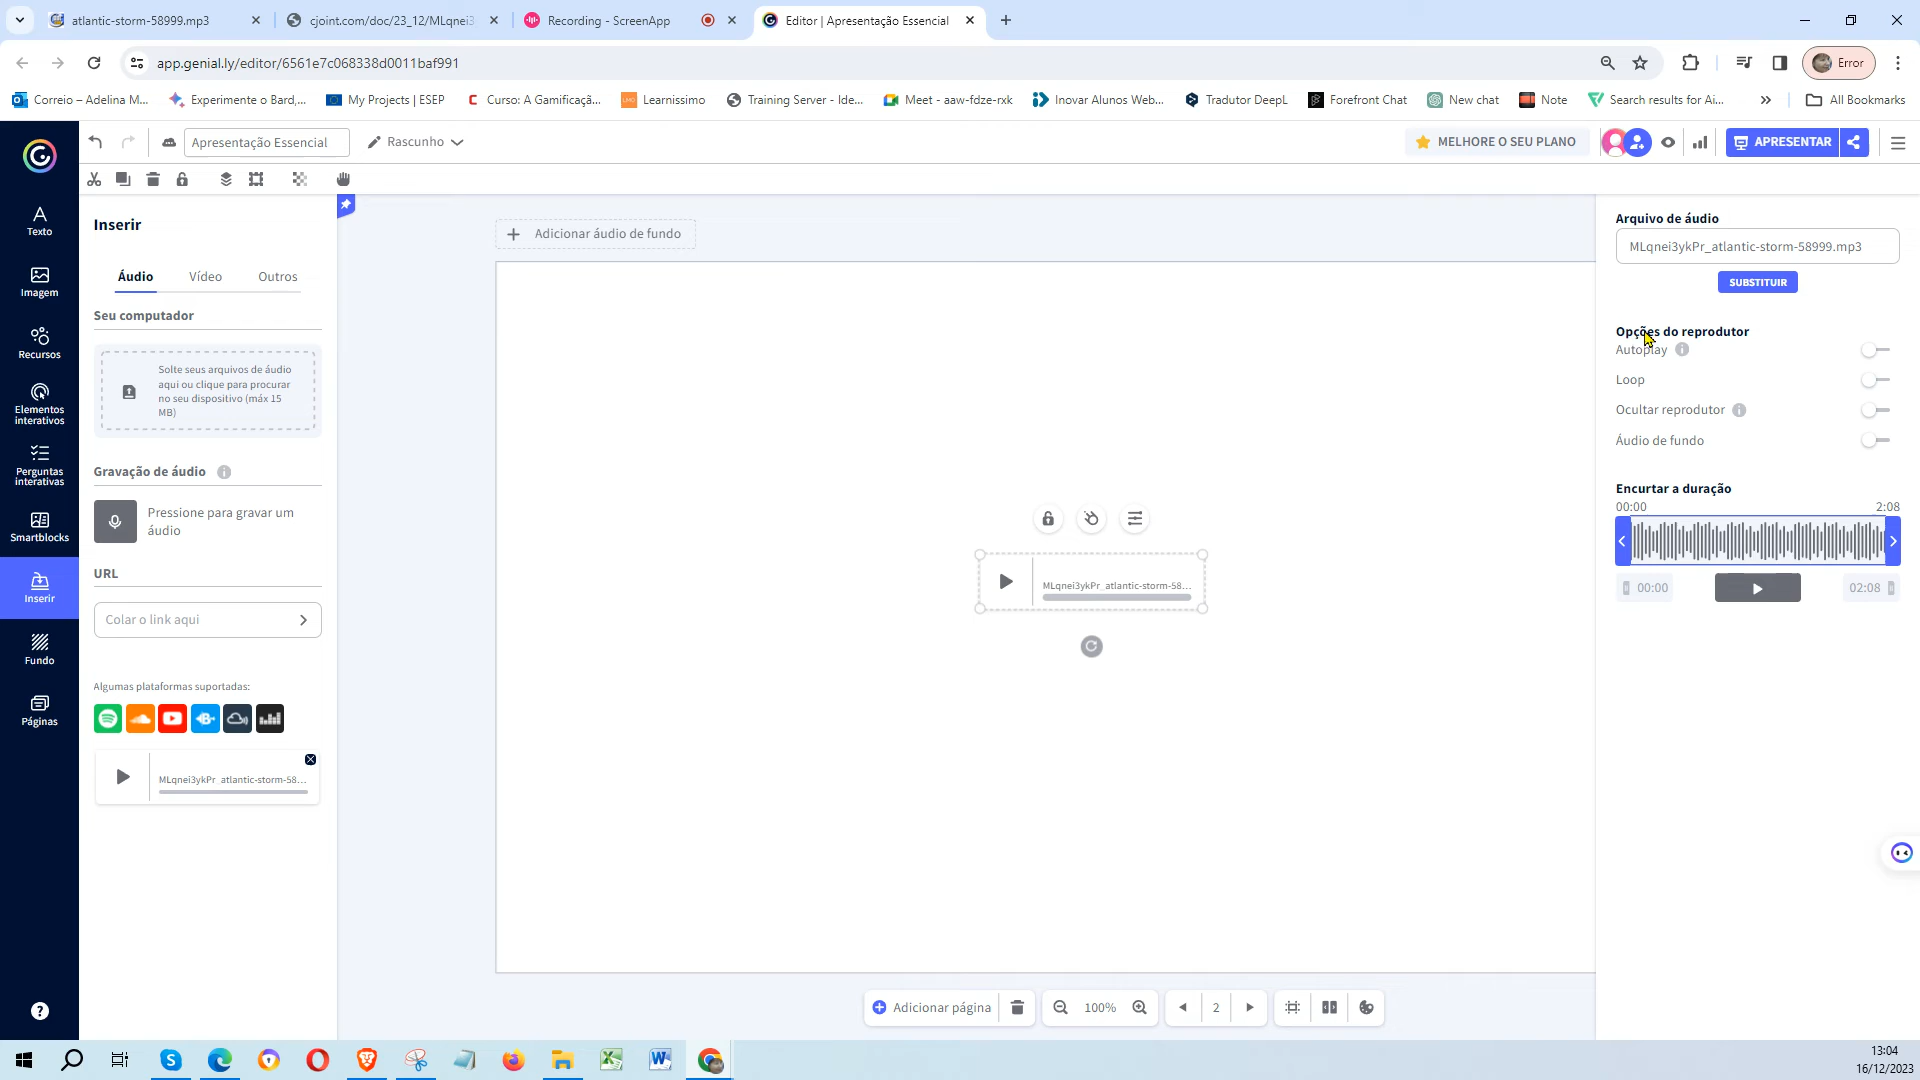 atlantic-storm-58999.mp3
cjoint.com/doc/23_12/MLqnei3
Recording - ScreenApp
Editor | Apresentação Essencial
app.genial.ly/editor/6561e7c068338d0011baf991
Error
Correio – Adelina M...
Experimente o Bard,...
My Projects | ESEP
Curso: A Gamificaçã...
Learnissimo
Training Server - Ide...
Meet - aaw-fdze-rxk
Inovar Alunos Web...
Tradutor DeepL
Forefront Chat
New chat
Note
Search results for Ai...
»
All Bookmarks
Apresentação Essencial
Rascunho
MELHORE O SEU PLANO
APRESENTAR
Texto
Imagem
Recursos
Elementos
interativos
Perguntas
interativas
Smartblocks
Inserir
Fundo
Páginas
Inserir
Áudio
Vídeo
Outros
Seu computador
Solte seus arquivos de áudio
aqui ou clique para procurar
no seu dispositivo (máx 15
MB)
Gravação de áudio
Pressione para gravar um
áudio
URL
Colar o link aqui
Algumas plataformas suportadas:
MLqnei3ykPr_atlantic-storm-58...
Adicionar áudio de fundo
MLqnei3ykPr_atlantic-storm-58...
Adicionar página
100%
2
Arquivo de áudio
MLqnei3ykPr_atlantic-storm-58999.mp3
SUBSTITUIR
Opções do reprodutor
Autoplay
Loop
Ocultar reprodutor
Áudio de fundo
Encurtar a duração
00:00
2:08
00:00
02:08
13:04
16/12/2023